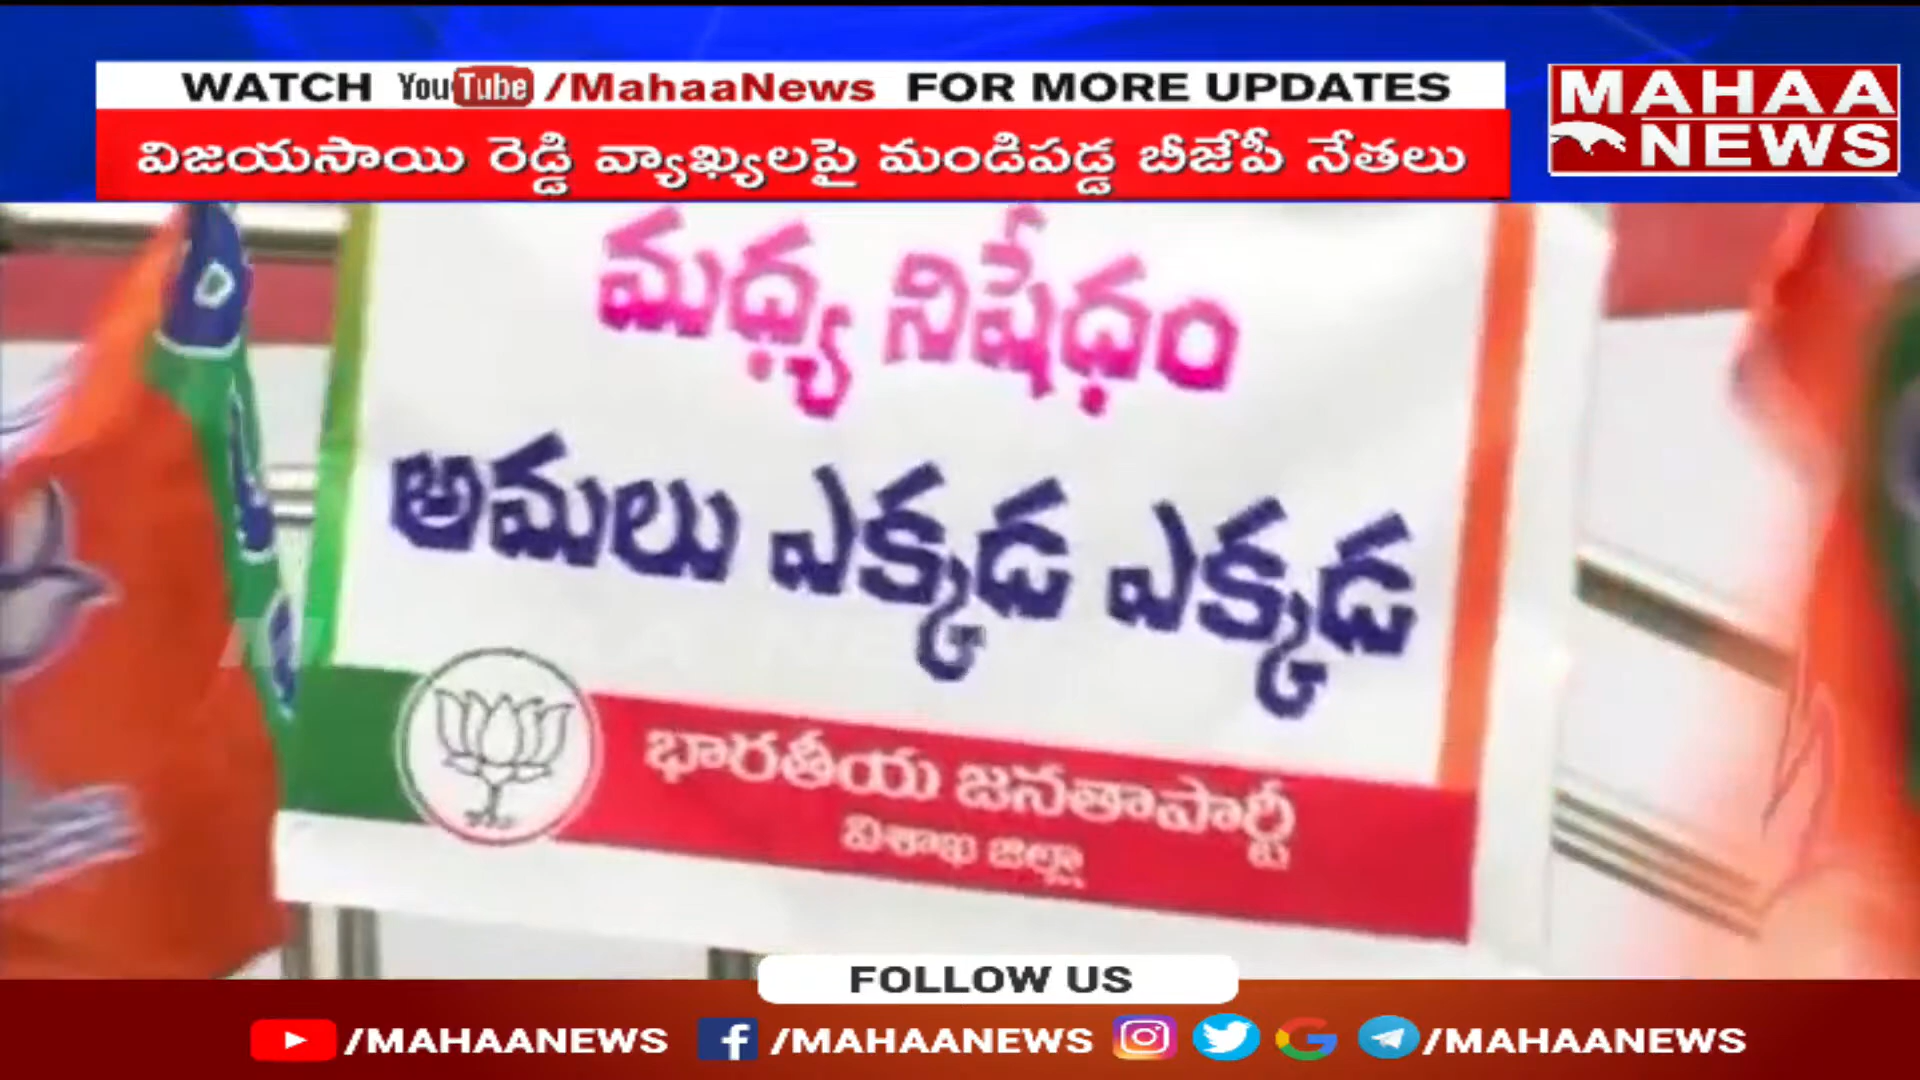 WATCH YouTube /MahaaNews FOR MORE UPDATES
MAHAA NEWS
విజయసాయి రెడ్డి వ్యాఖ్యలపై మండిపడ్డ బీజేపీ నేతలు
మధ్య నిషేధం
అమలు ఎక్కడ ఎక్కడ
భారతీయ జనతాపార్టీ
విశాఖ జిల్లా
FOLLOW US
/MAHAANEWS /MAHAANEWS /MAHAANEWS